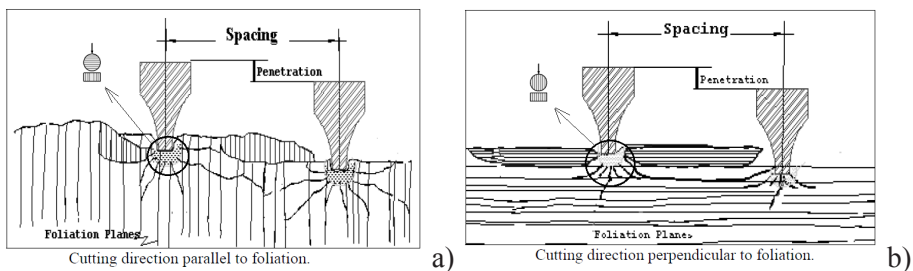 Spacing
Penetration
Foliation Planes
Cutting direction parallel to foliation.
a)
Spacing
Penetration
Foliation Planes
Cutting direction perpendicular to foliation.
b)